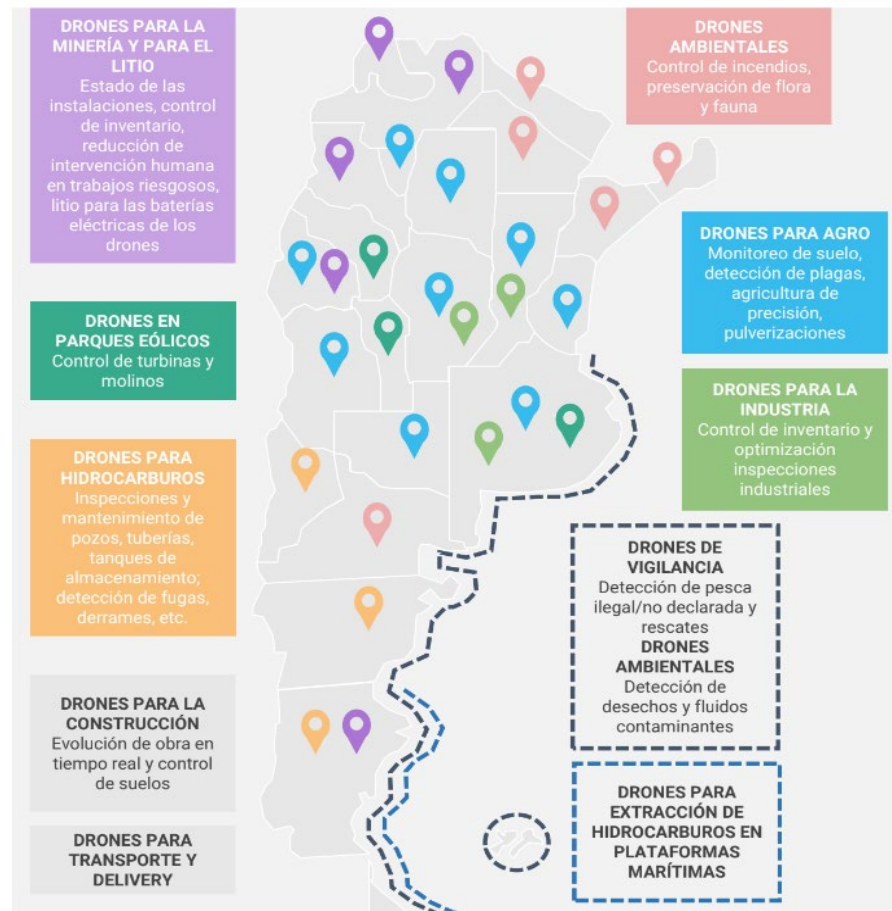 DRONES PARA LA
MINERÍA Y PARA EL
LITIO
Estado de las
instalaciones, control
de inventario,
reducción de
intervención humana
en trabajos riesgosos,
litio para las baterías
eléctricas de los
drones
DRONES EN
PARQUES EÓLICOS
Control de turbinas y
molinos
DRONES PARA
HIDROCARBUROS
Inspecciones y
mantenimiento de
pozos, tuberías,
tanques de
almacenamiento;
detección de fugas,
derrames, etc.
DRONES PARA LA
CONSTRUCCIÓN
Evolución de obra en
tiempo real y control
de suelos
DRONES PARA
TRANSPORTE Y
DELIVERY
DRONES
AMBIENTALES
Control de incendios,
preservación de flora
y fauna
DRONES PARA AGRO
Monitoreo de suelo,
detección de plagas,
agricultura de
precisión,
pulverizaciones
DRONES PARA LA
INDUSTRIA
Control de inventario y
optimización
inspecciones
industriales
DRONES DE
VIGILANCIA
Detección de pesca
ilegal/no declarada y
rescates
DRONES
AMBIENTALES
Detección de
desechos y fluidos
contaminantes
DRONES PARA
EXTRACCIÓN DE
HIDROCARBUROS EN
PLATAFORMAS
MARÍTIMAS